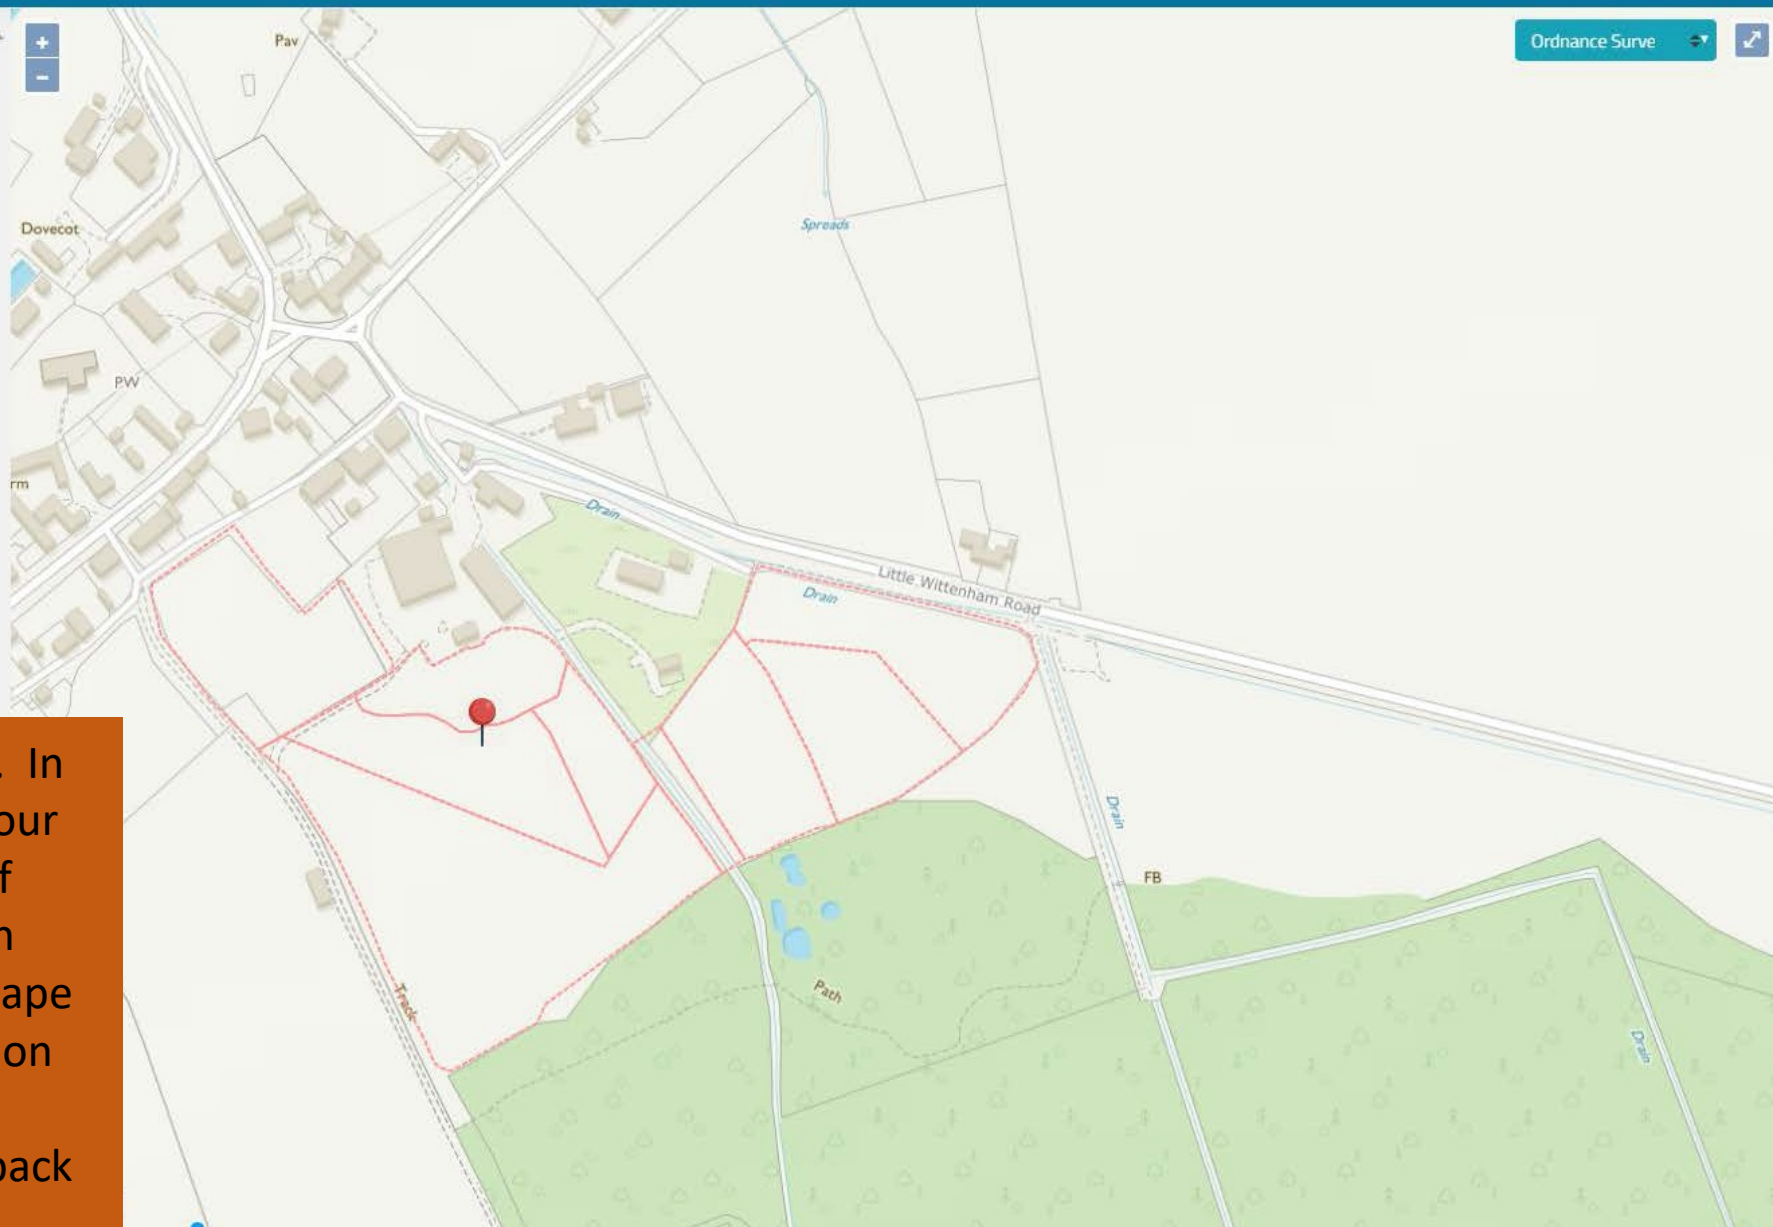 +
Pav
Ordnance Surve
−
Dovecot
Spreads
PW
rm
Drain
Little Wittenham Road
Drain
. In
our
f
n
ape
on
back
Drain
FB
Track
Path
Drain